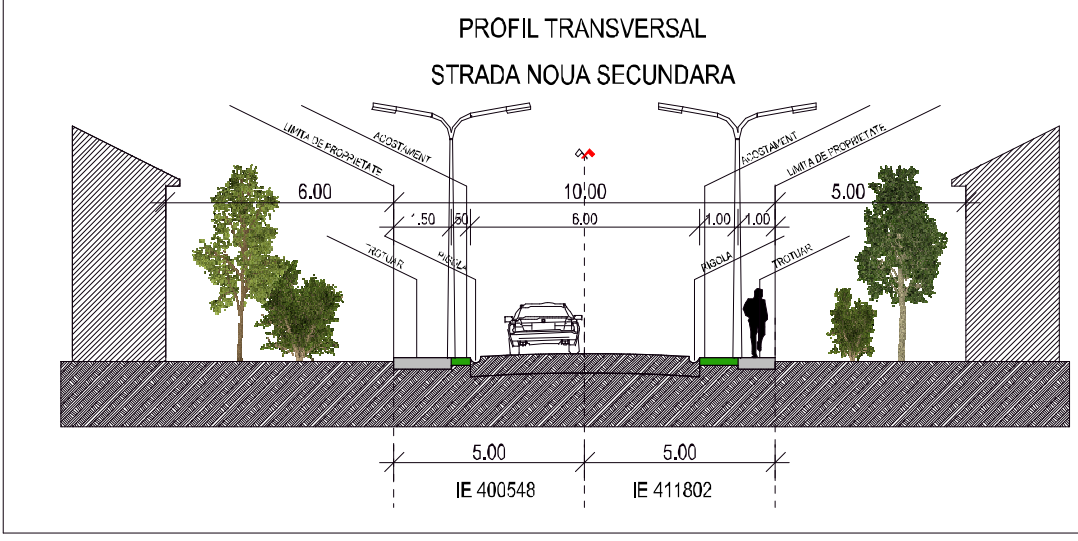 PROFIL TRANSVERSAL
STRADA NOUA SECUNDARA
LIMITA DE PROPRIETATE
ACOSTAMENT
ACOSTAMENT
LIMITA DE PROPRIETATE
6.00
10.00
5.00
1.50
.50
6.00
1.00
1.00
TROTUAR
RIGOLA
RIGOLA
TROTUAR
5.00
5.00
IE 400548
IE 411802